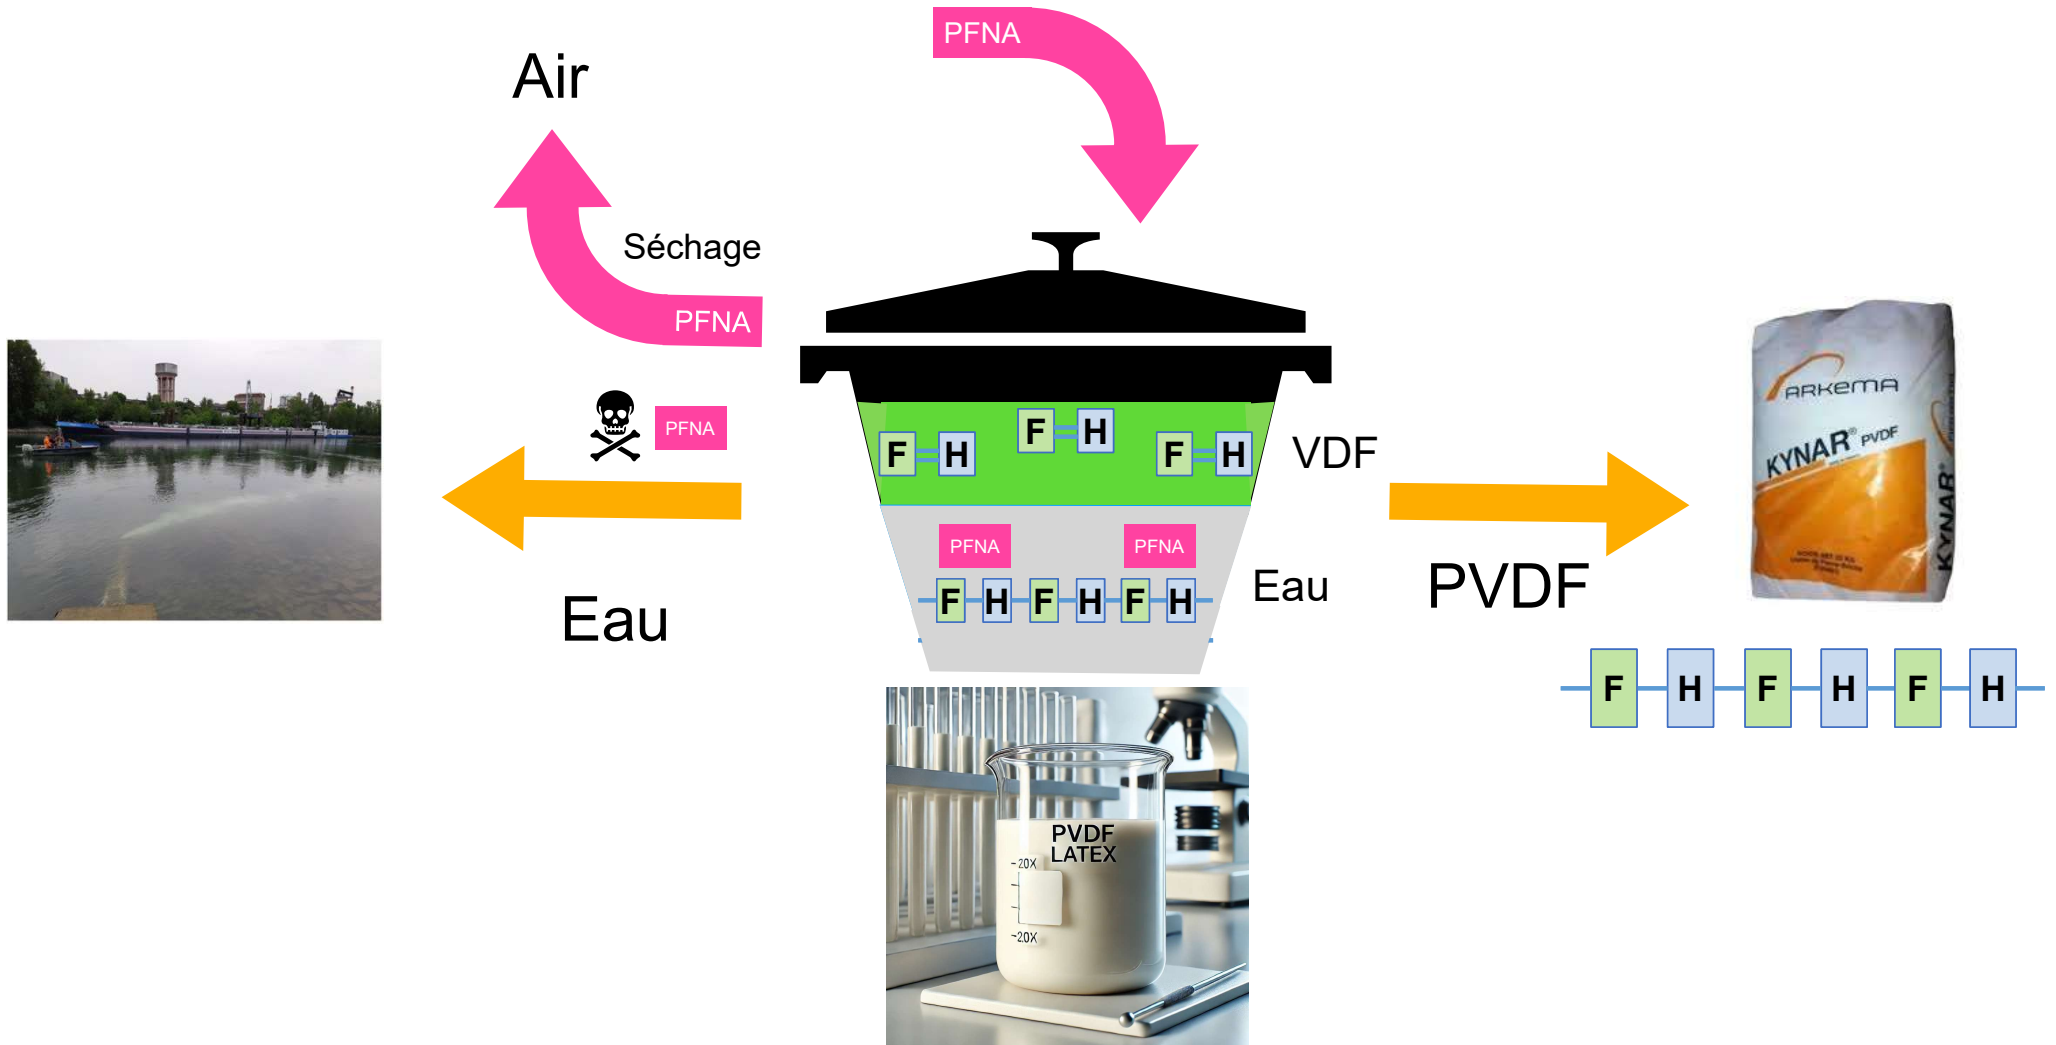 PFNA
Air
Séchage
PFNA
PFNA
F H
F H
F H
VDF
PFNA
PFNA
F H F H F H
Eau
Eau
ARKEMA
KYNAR® PVDF
KYNAR®
PVDF
F H F H F H
PVDF
LATEX
-20X
-20X